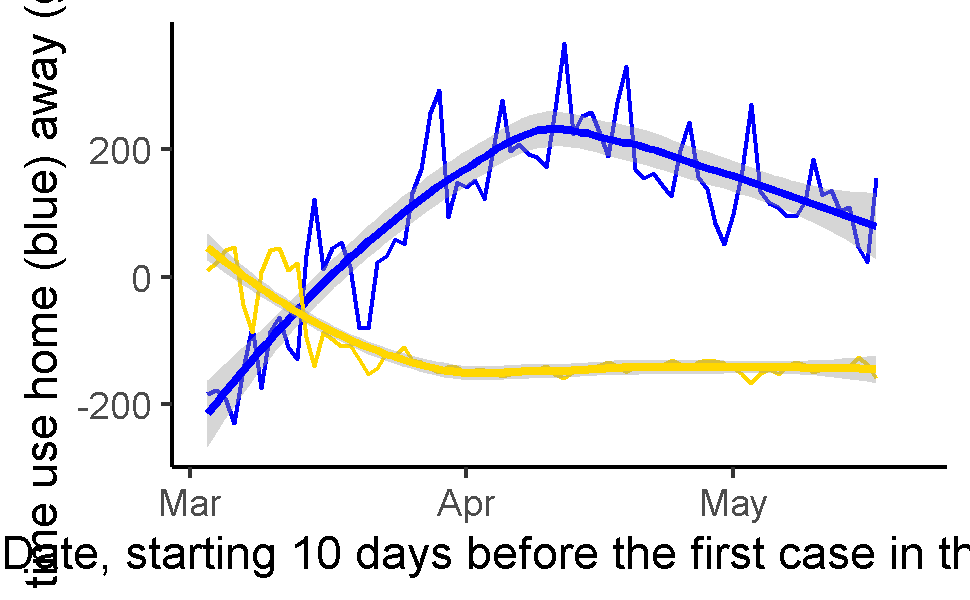 time use home (blue) away (
200
0
-200
Mar Apr May
Date, starting 10 days before the first case in th